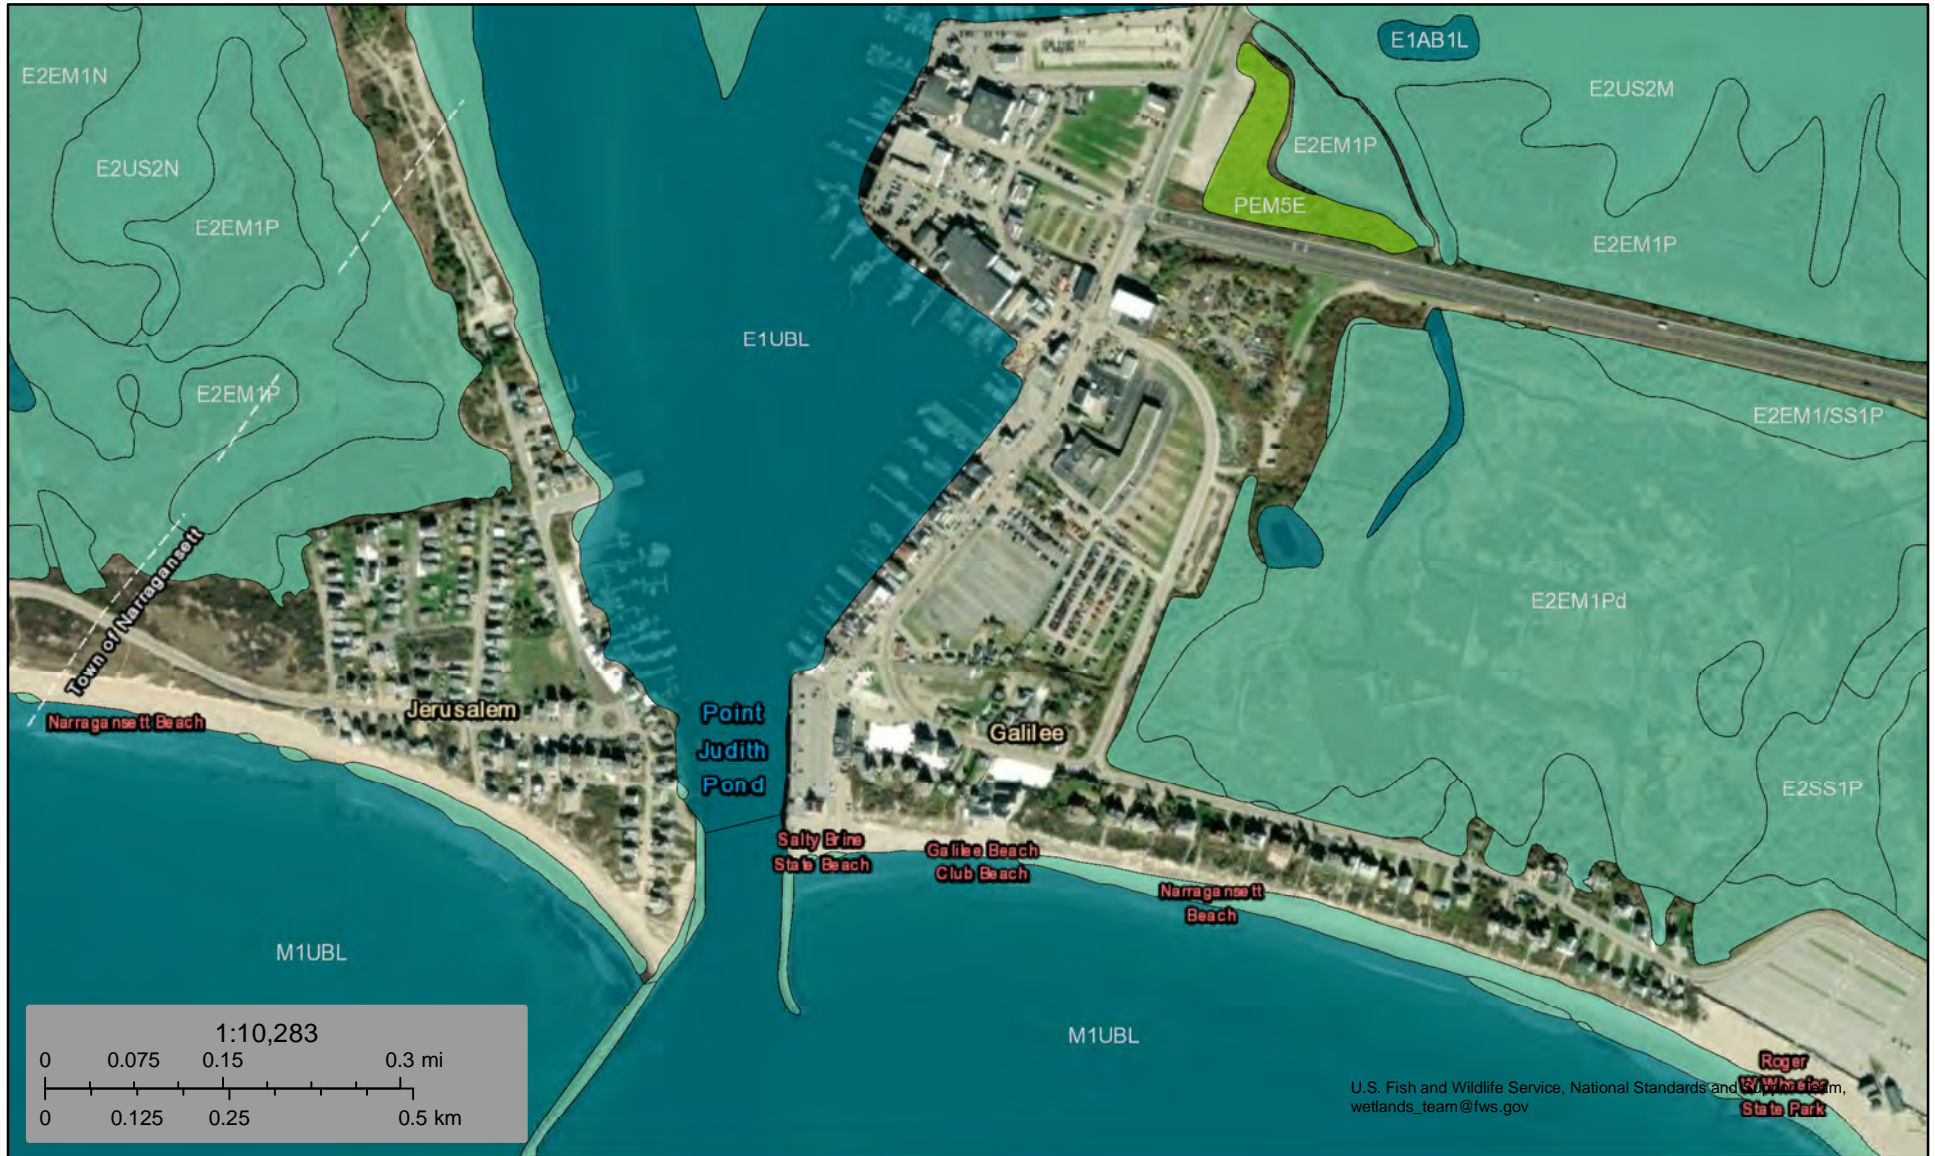 E1AB1L
E2EM1N
E2US2M
E2EM1P
E2US2N
PEM5E
E2EM1P
E2EM1P
E1UBL
E2EM1P
E2EM1/SS1P
Town of Narragansett
E2EM1Pd
Narragansett Beach
Jerusalem
Point
Judith
Pond
Galilee
E2SS1P
Salty Brine
State Beach
Galilee Beach
Club Beach
Narragansett
Beach
M1UBL
M1UBL
1:10,283
0 0.075 0.15 0.3 mi
0 0.125 0.25 0.5 km
Roger
W Wheeler
State Park
U.S. Fish and Wildlife Service, National Standards and Support Team,
wetlands_team@fws.gov